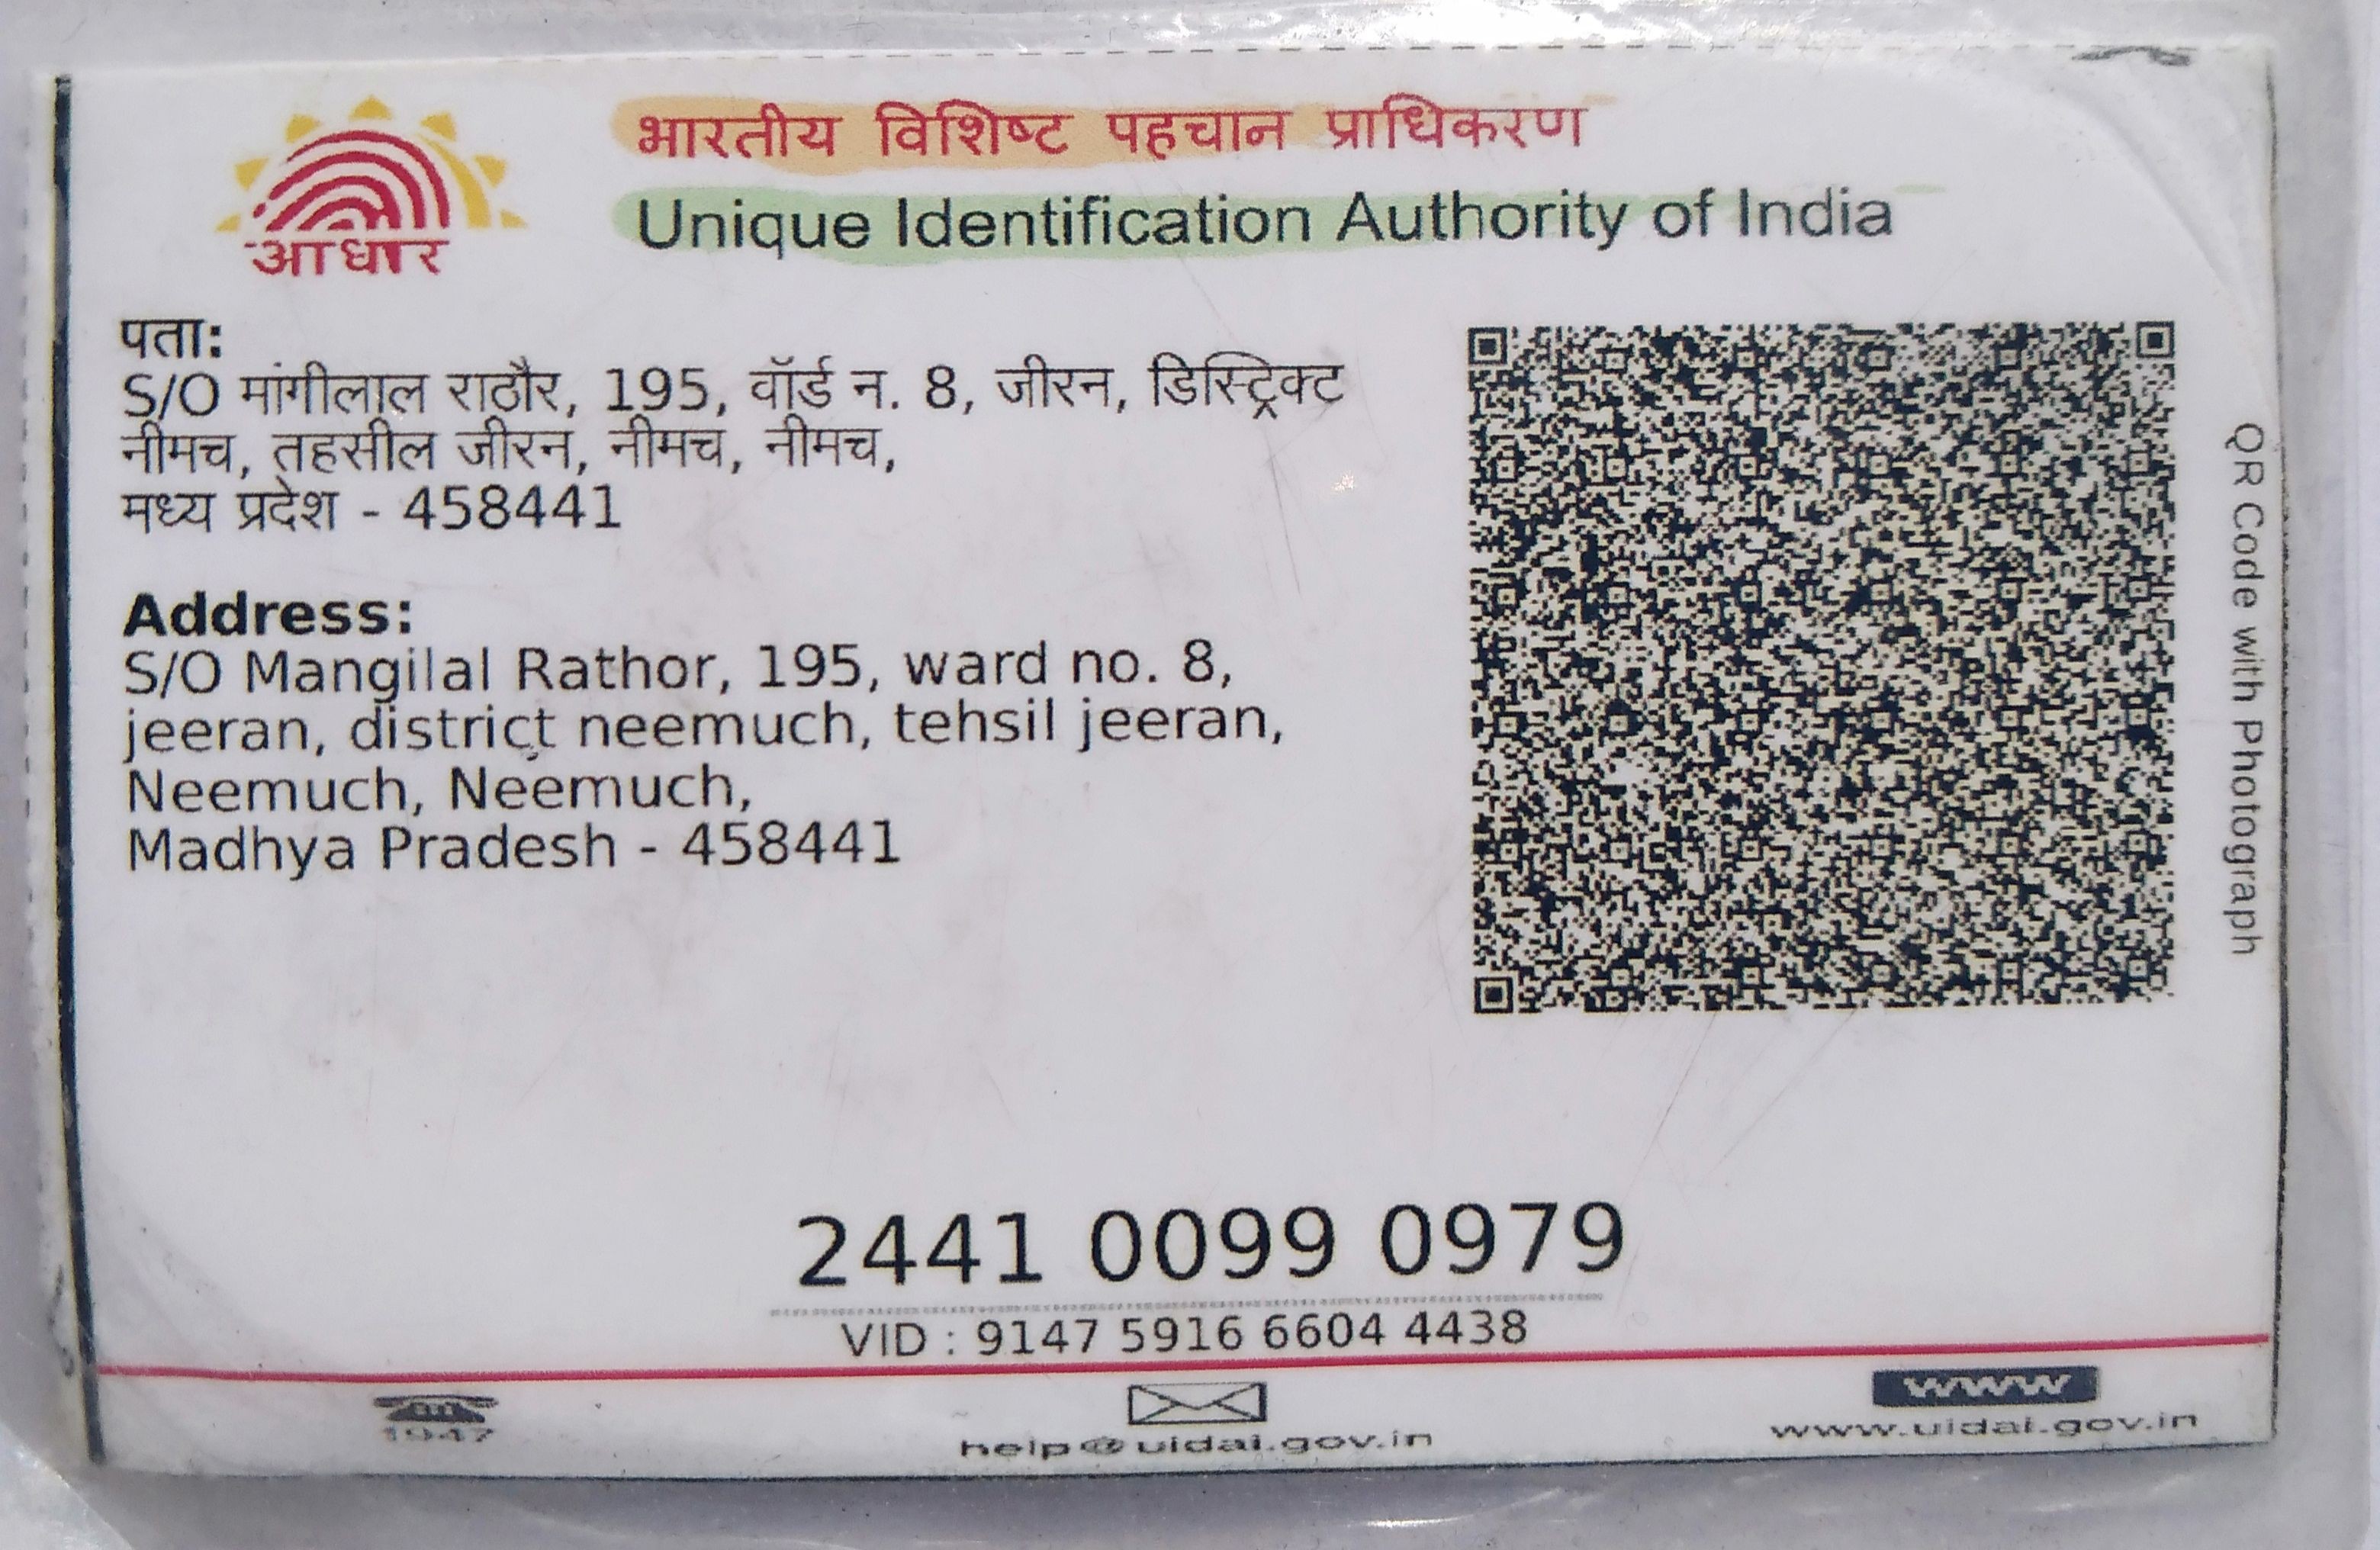 आधार
भारतीय विशिष्ट पहचान प्राधिकरण
Unique Identification Authority of India
पता:
S/O मांगीलाल राठौर, 195, वॉर्ड न. 8, जीरन, डिस्ट्रिक्ट
नीमच, तहसील जीरन, नीमच, नीमच,
मध्य प्रदेश - 458441
Address:
S/O Mangilal Rathor, 195, ward no. 8,
jeeran, district neemuch, tehsil jeeran,
Neemuch, Neemuch,
Madhya Pradesh - 458441
QR Code with Photograph
2441 0099 0979
VID : 9147 5916 6604 4438
1947
help@uidai.gov.in
www
www.uidai.gov.in